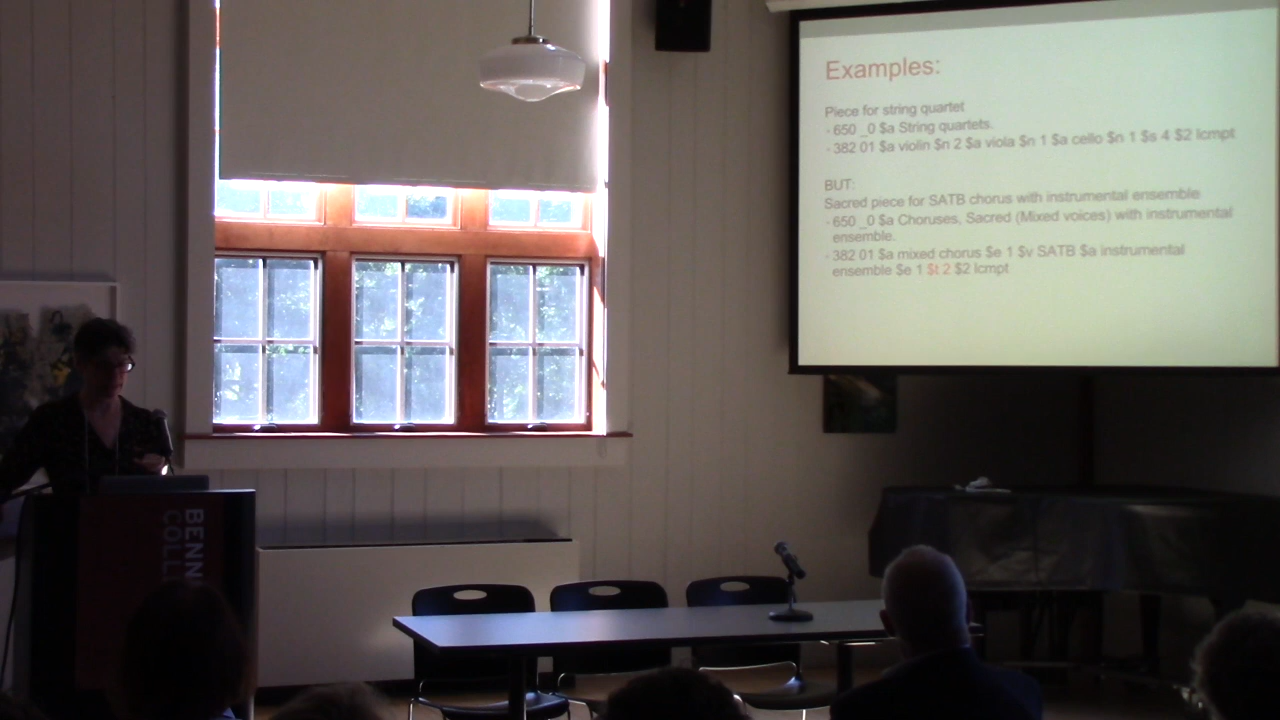 Examples:
Piece for string quartet
- 650 _0 $a String quartets.
- 382 01 $a violin $n 2 $a viola $n 1 $a cello $n 1 $s 4 $2 lcmpt
BUT:
Sacred piece for SATB chorus with instrumental ensemble
- 650 _0 $a Choruses, Sacred (Mixed voices) with instrumental
ensemble.
- 382 01 $a mixed chorus $e 1 $v SATB $a instrumental
ensemble $e 1 $t 2 $2 lcmpt
BENN
COLL